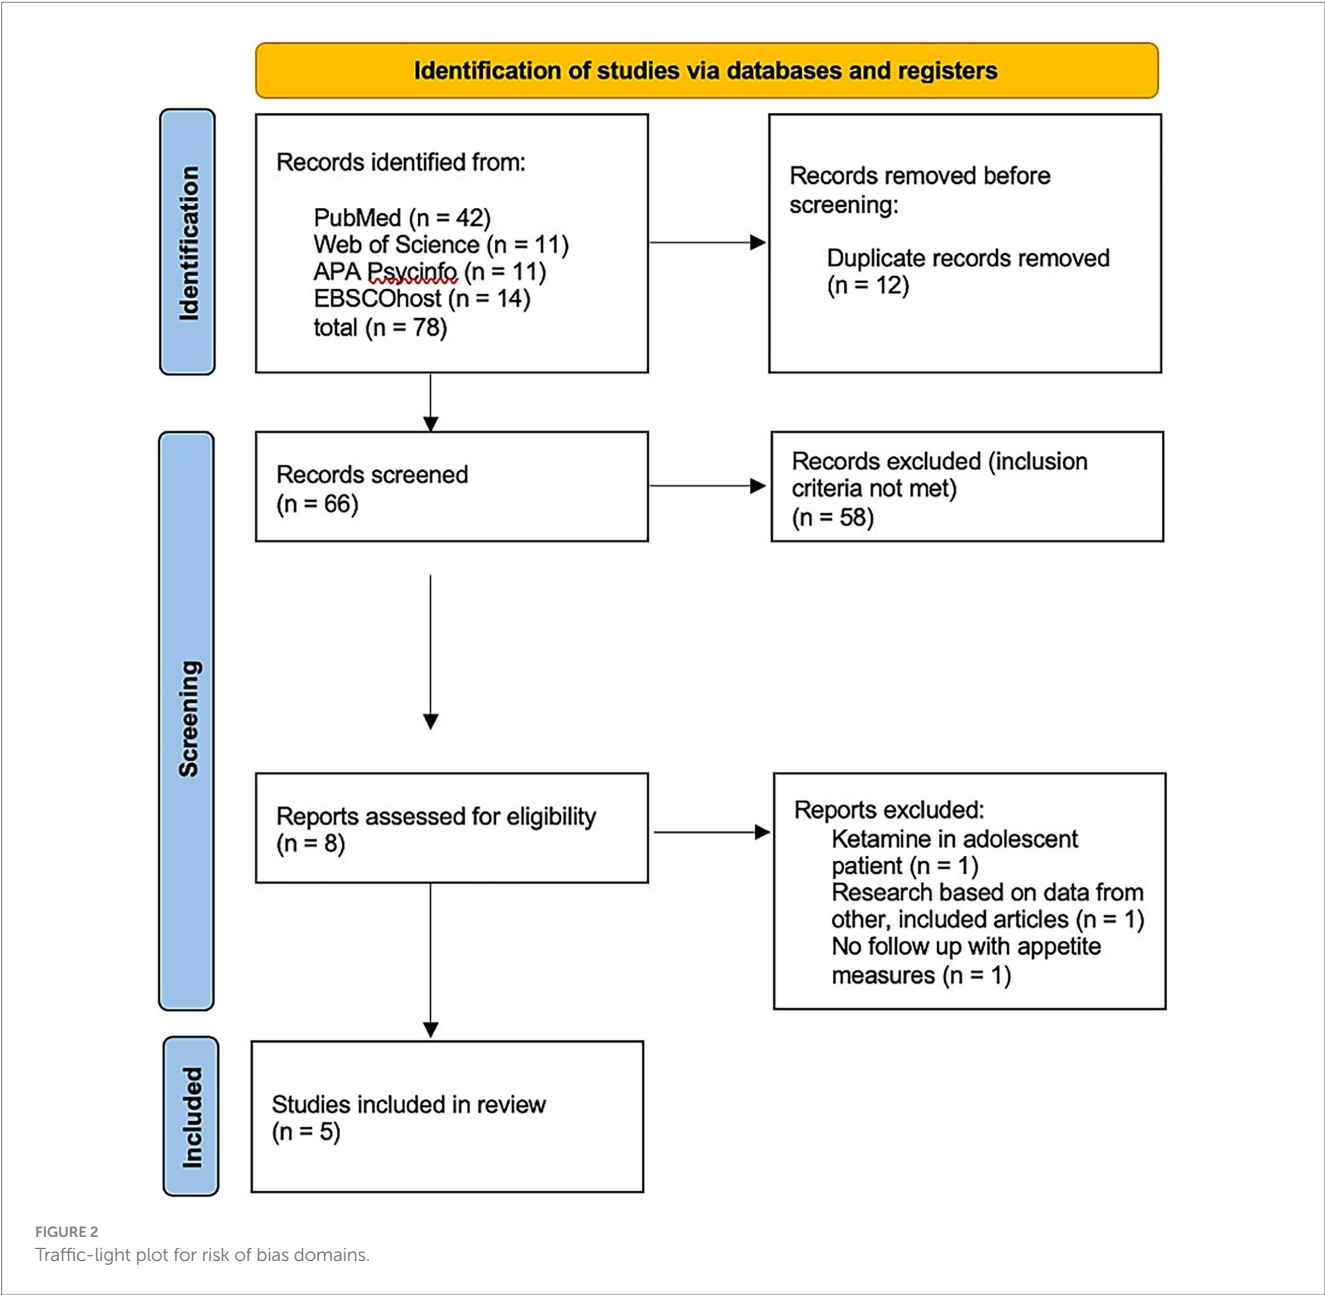 Identification of studies via databases and registers
Identification
Records identified from:
PubMed (n = 42)
Web of Science (n = 11)
APA Psycinfo (n = 11)
EBSCOhost (n = 14)
total (n = 78)
Records removed before
screening:
Duplicate records removed
(n = 12)
Screening
Records screened
(n = 66)
Records excluded (inclusion
criteria not met)
(n = 58)
Reports assessed for eligibility
(n = 8)
Reports excluded:
Ketamine in adolescent
patient (n = 1)
Research based on data from
other, included articles (n = 1)
No follow up with appetite
measures (n = 1)
Included
Studies included in review
(n = 5)
FIGURE 2
Traffic-light plot for risk of bias domains.